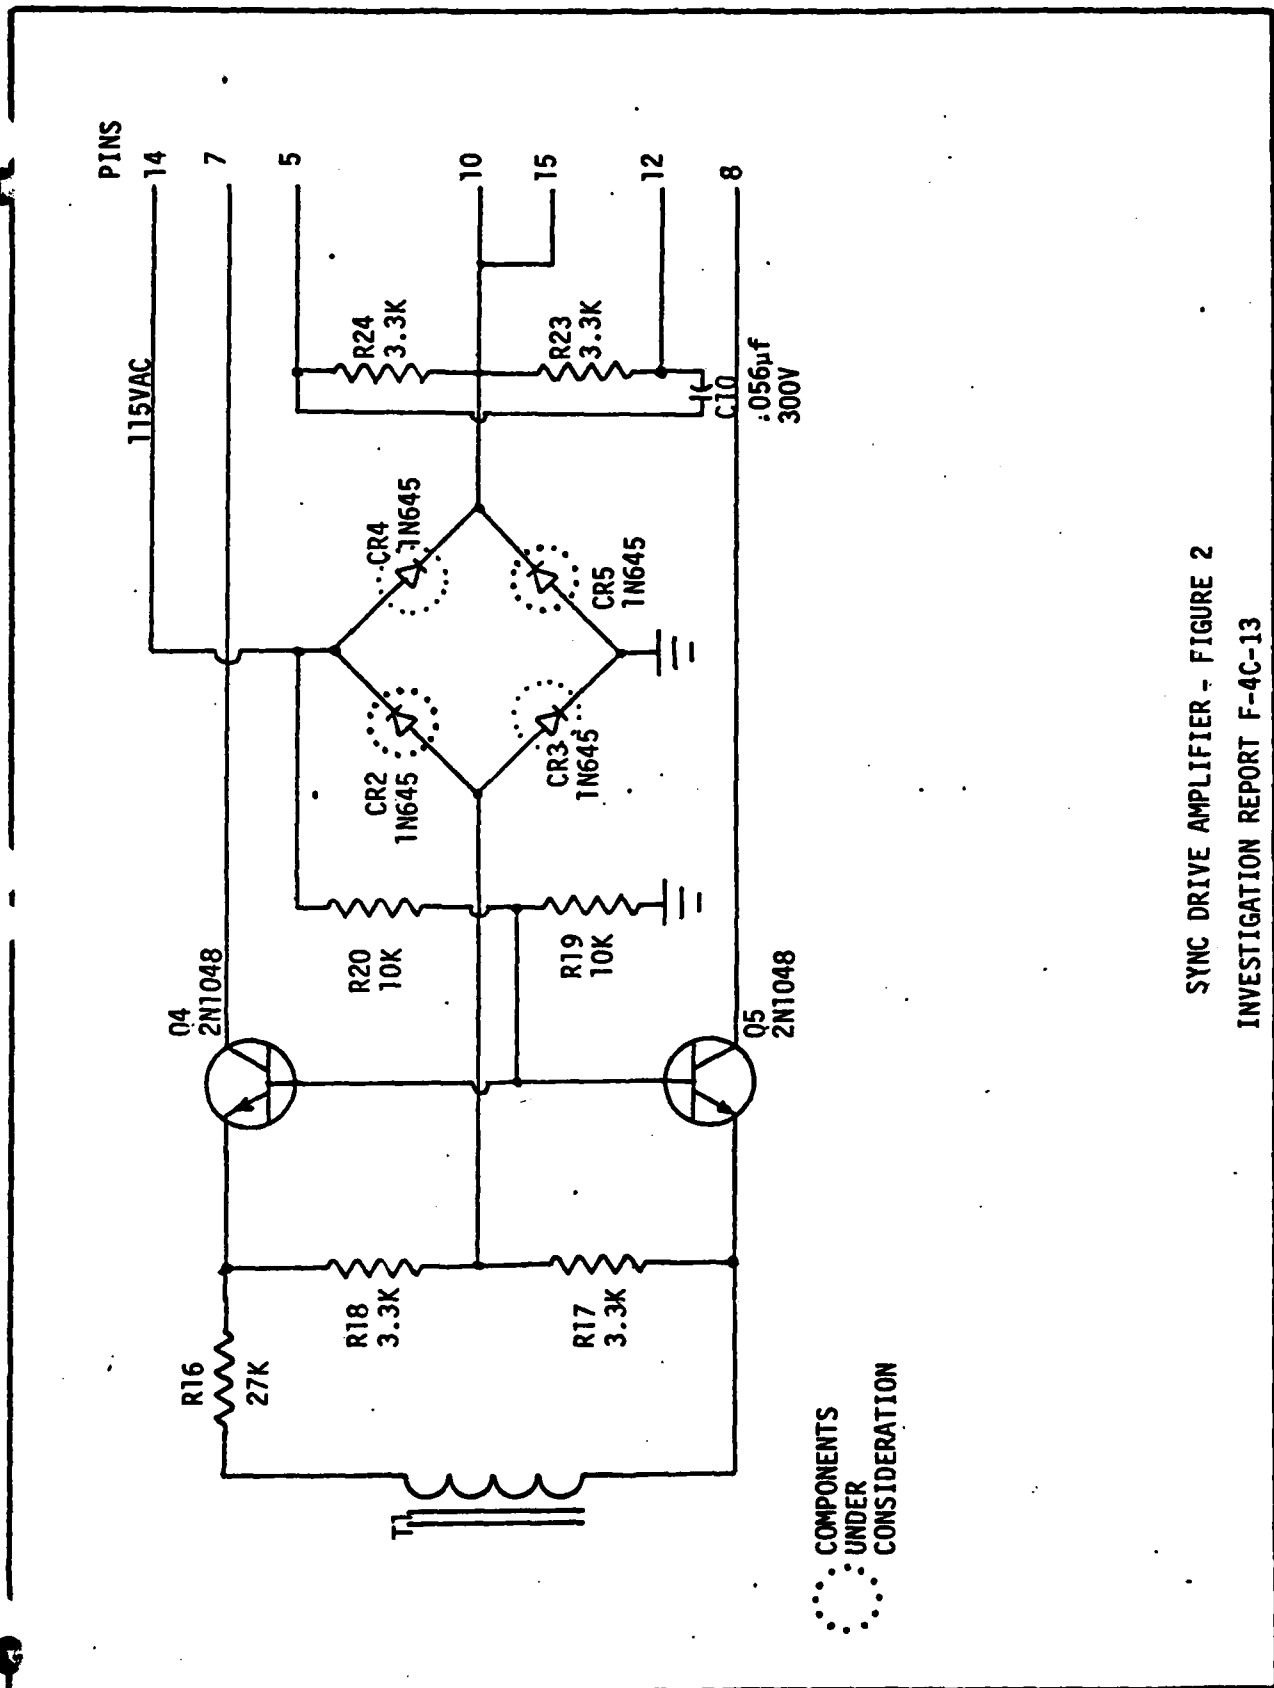 PINS
14
7
5
10
15
12
8
115VAC
R24
3.3K
R23
3.3K
C10
.056µf
300V
CR4
1N645
CR5
1N645
CR2
1N645
CR3
1N645
R20
10K
R19
10K
Q4
2N1048
Q5
2N1048
R18
3.3K
R17
3.3K
R16
27K
T1
COMPONENTS
UNDER
CONSIDERATION
SYNC DRIVE AMPLIFIER - FIGURE 2
INVESTIGATION REPORT F-4C-13